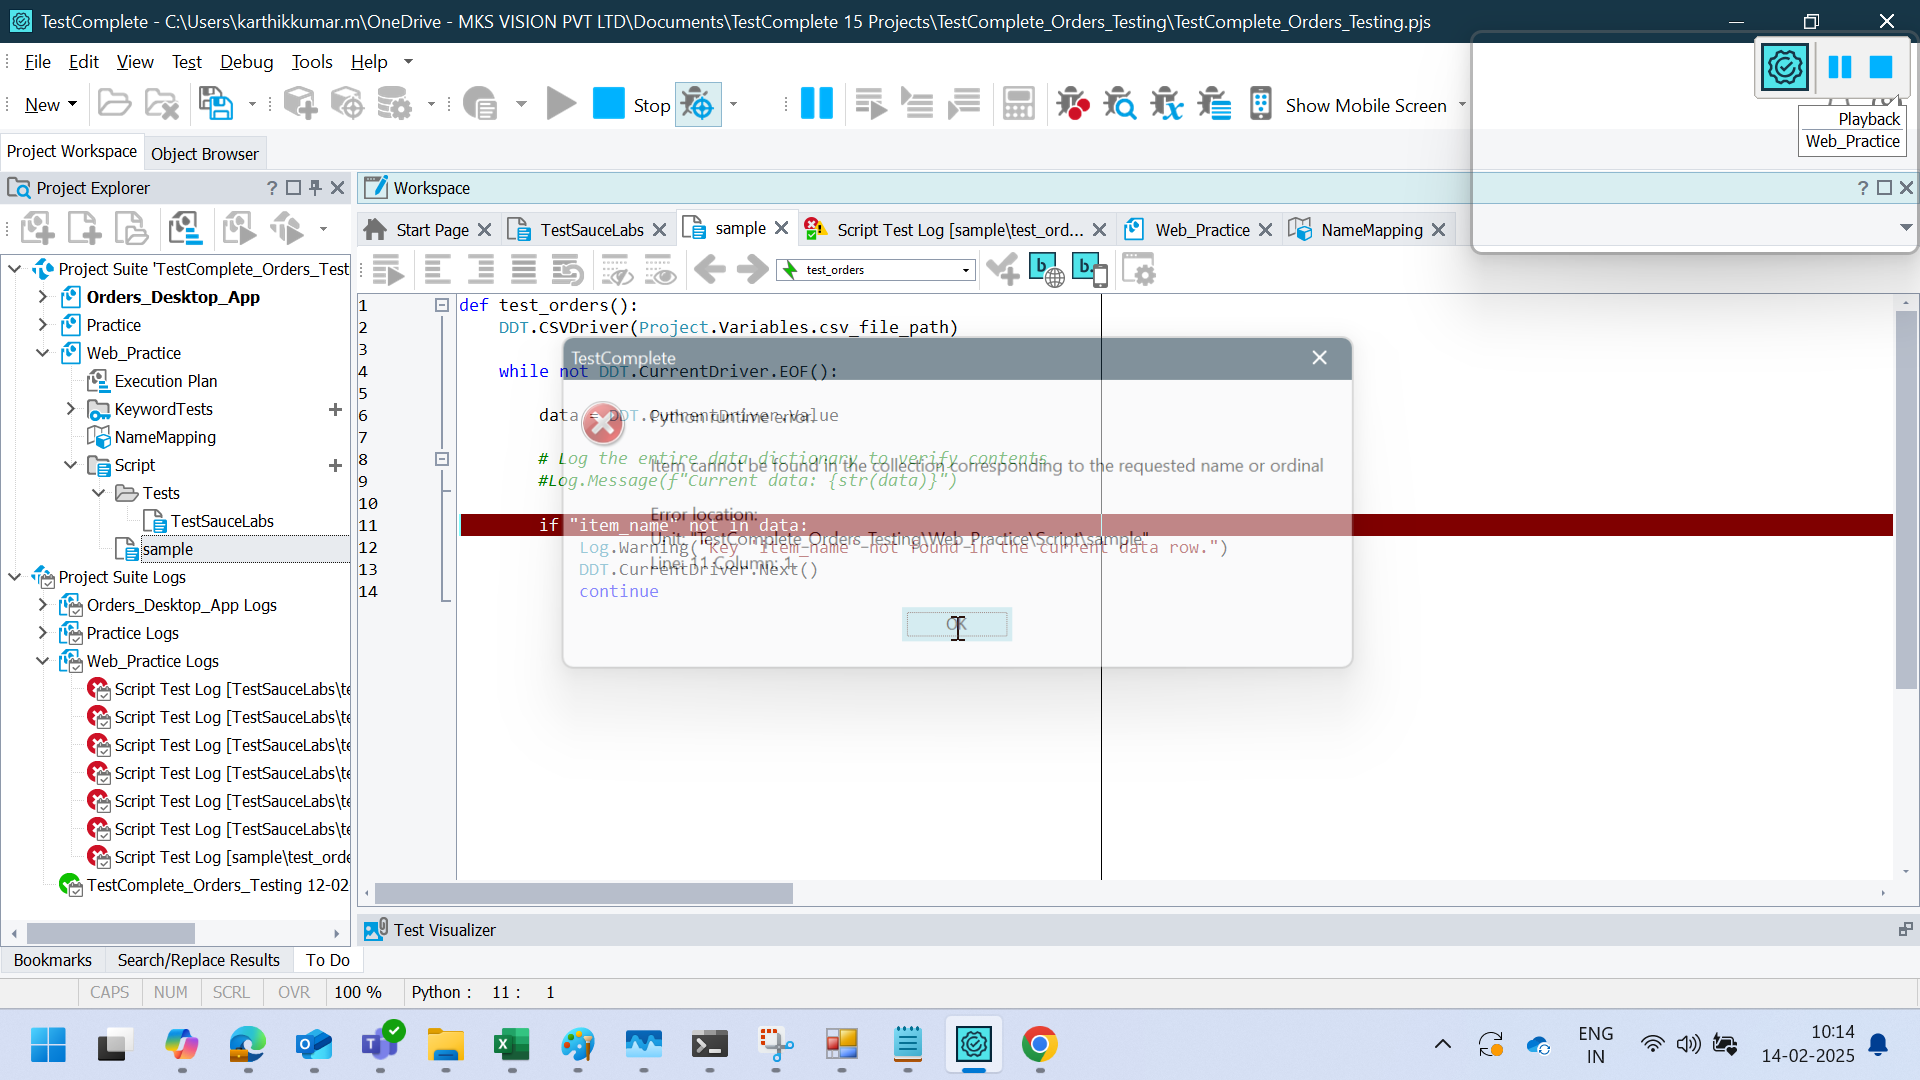 TestComplete - C:\Users\karthikkumar.m\OneDrive - MKS VISION PVT LTD\Documents\TestComplete 15 Projects\TestComplete_Orders_Testing\TestComplete_Orders_Testing.pjs
File Edit View Test Debug Tools Help
New Stop Show Mobile Screen
Playback
Web_Practice
Project Workspace Object Browser
Project Explorer ?
Workspace ?
Start Page TestSauceLabs sample Script Test Log [sample\test_ord... Web_Practice NameMapping
test_orders
Project Suite 'TestComplete_Orders_Test
Orders_Desktop_App
Practice
Web_Practice
Execution Plan
KeywordTests
NameMapping
Script
Tests
TestSauceLabs
sample
Project Suite Logs
Orders_Desktop_App Logs
Practice Logs
Web_Practice Logs
Script Test Log [TestSauceLabs\te
Script Test Log [TestSauceLabs\te
Script Test Log [TestSauceLabs\te
Script Test Log [TestSauceLabs\te
Script Test Log [TestSauceLabs\te
Script Test Log [TestSauceLabs\te
Script Test Log [sample\test_orde
TestComplete_Orders_Testing 12-02
1 def test_orders():
2 DDT.CSVDriver(Project.Variables.csv_file_path)
3
4 while not DDT.CurrentDriver.EOF():
5
6 data = DDT.CurrentDriver.Value
7
8 # Log the entire data dictionary to verify contents
9 #Log.Message(f"Current data: {str(data)}")
10
11 if "item_name" not in data:
12 Log.Warning("Key 'item_name' not found in the current data row.")
13 DDT.CurrentDriver.Next()
14 continue
TestComplete
Python runtime error.
Item cannot be found in the collection corresponding to the requested name or ordinal
Error location:
Unit: "TestComplete_Orders_Testing\Web_Practice\Script\sample"
Line: 11 Column: 1.
OK
Test Visualizer
Bookmarks Search/Replace Results To Do
CAPS NUM SCRL OVR 100 % Python : 11 : 1
ENG
IN
10:14
14-02-2025